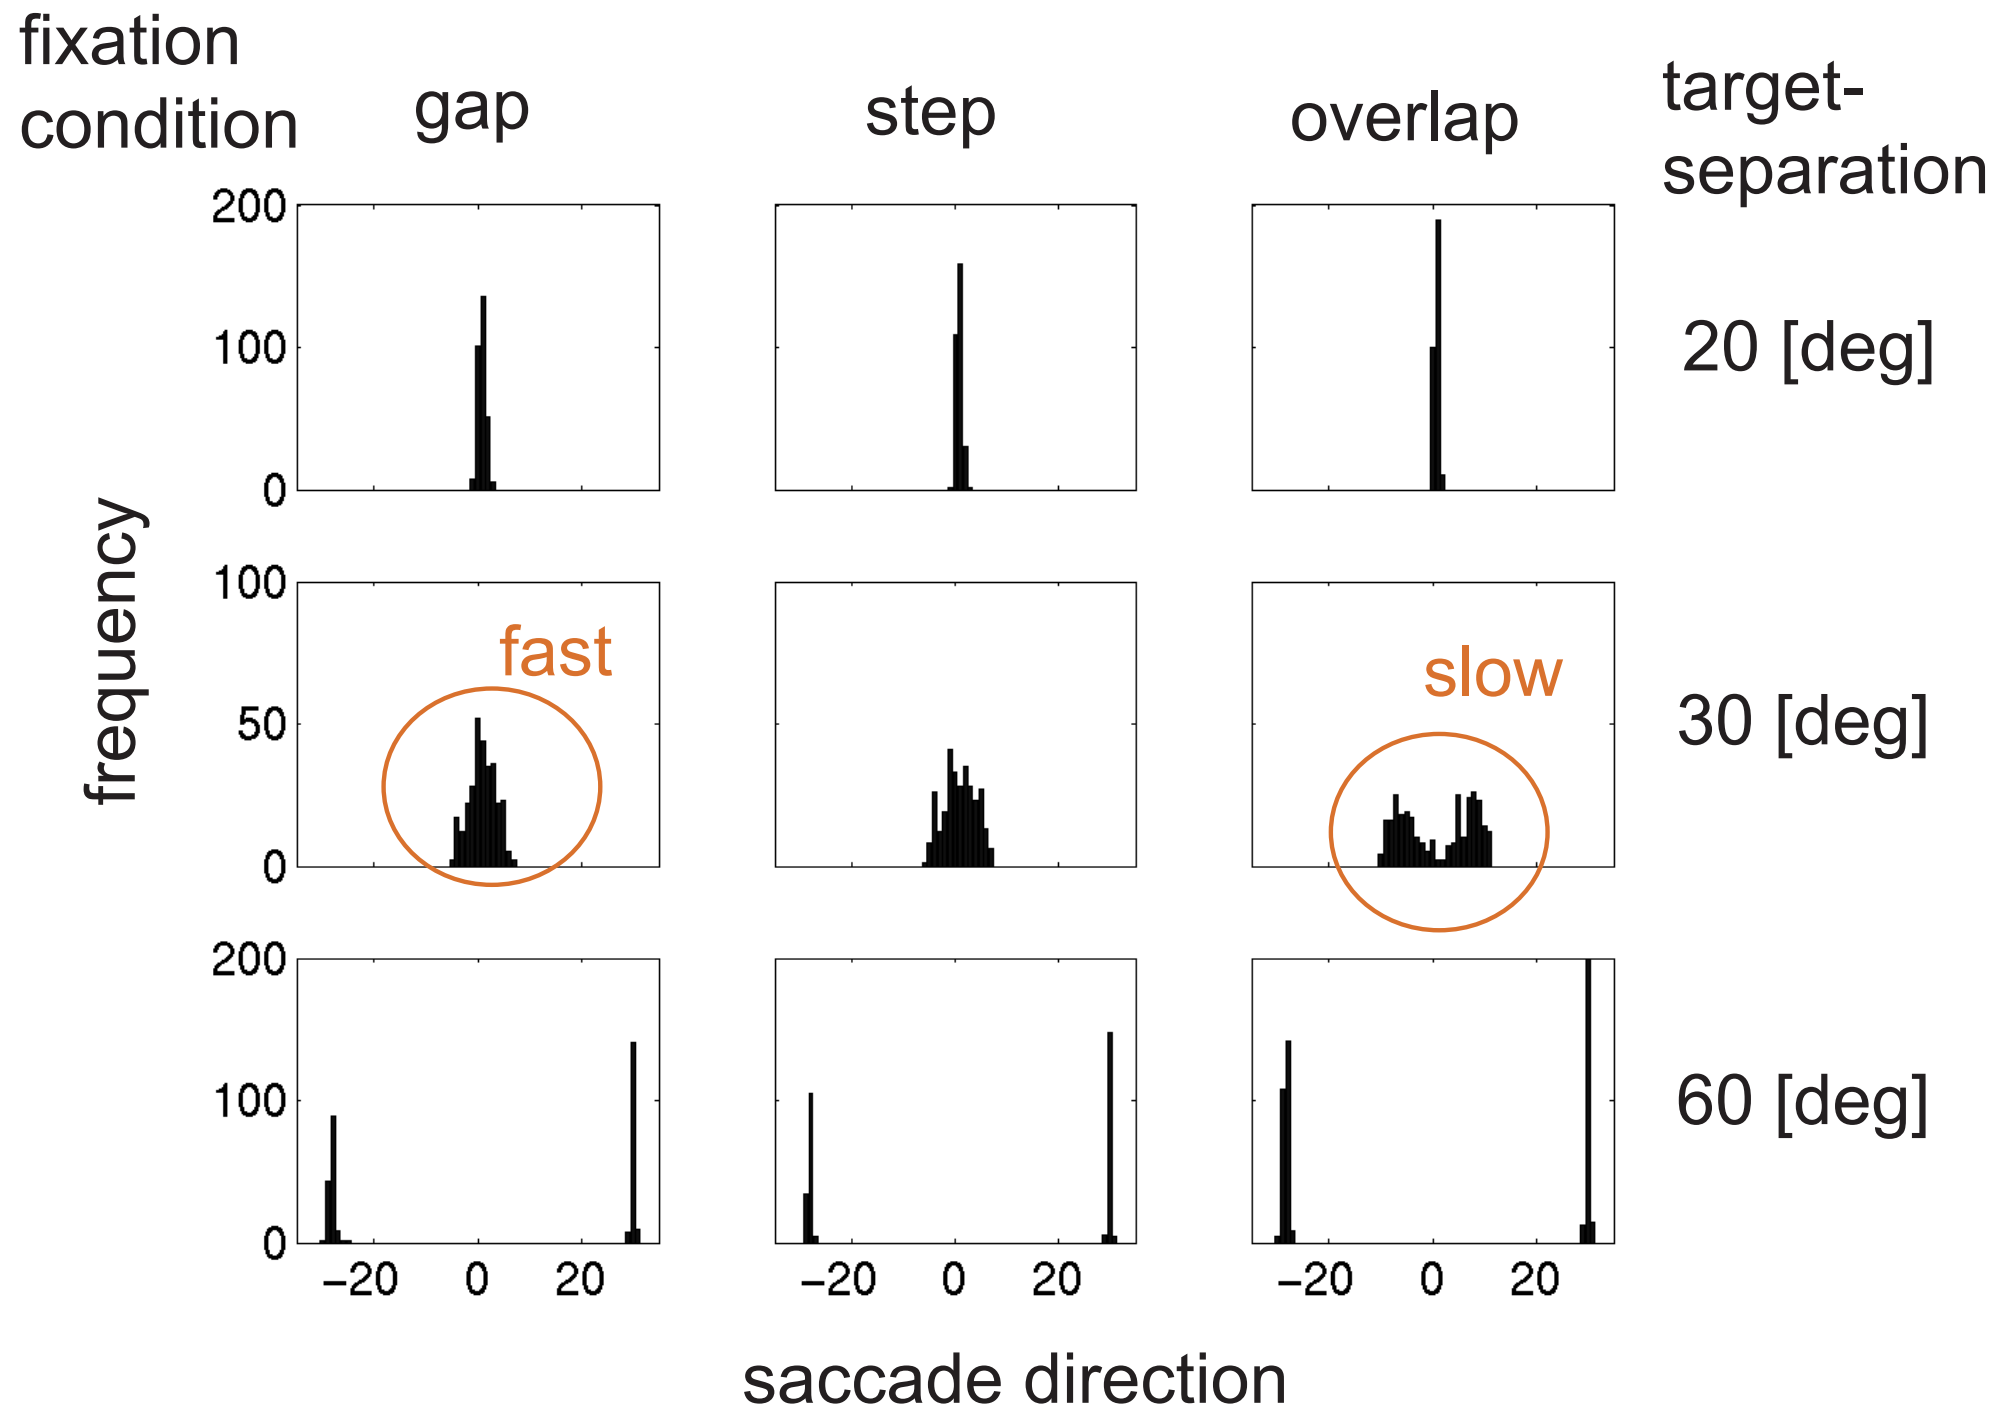 fixation
condition
gap
step
overlap
target-
separation
200
100
0
20 [deg]
frequency
100
50
0
fast
slow
30 [deg]
200
100
0
60 [deg]
−20 0 20
−20 0 20
−20 0 20
saccade direction